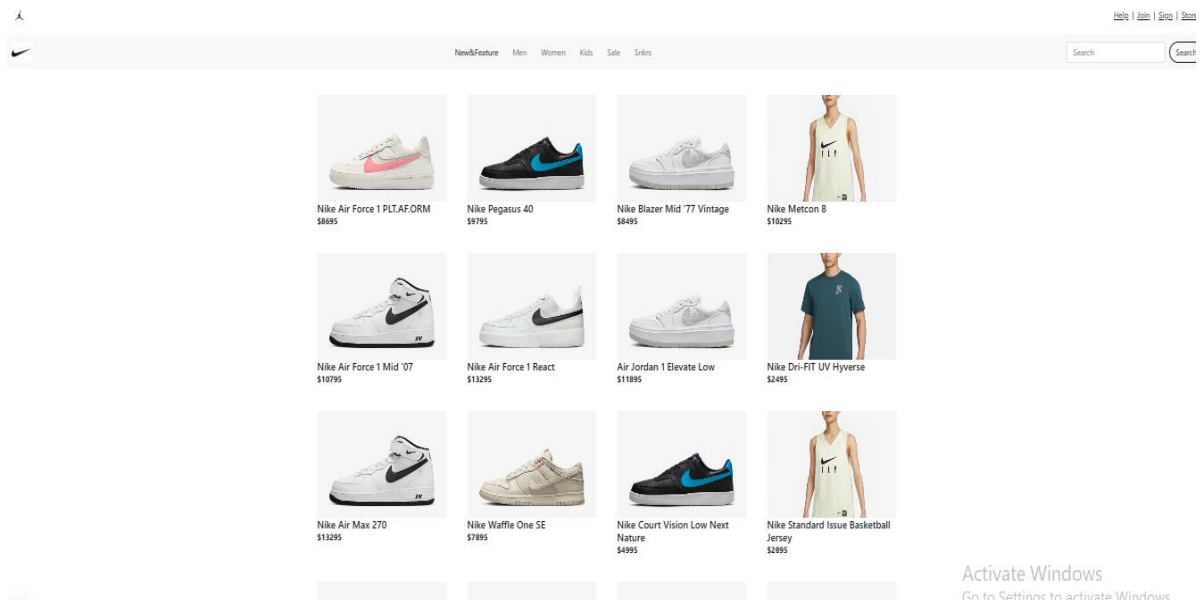 Help | Join | Sign | Store
New&Feature Men Women Kids Sale Snkrs Search Search
Nike Air Force 1 PLT.AF.ORM
$8695
Nike Pegasus 40
$9795
Nike Blazer Mid '77 Vintage
$8495
Nike Metcon 8
$10295
Nike Air Force 1 Mid '07
$10795
Nike Air Force 1 React
$13295
Air Jordan 1 Elevate Low
$11895
Nike Dri-FIT UV Hyverse
$2495
Nike Air Max 270
$13295
Nike Waffle One SE
$7895
Nike Court Vision Low Next
Nature
$4995
Nike Standard Issue Basketball
Jersey
$2895
Activate Windows
Go to Settings to activate Windows.